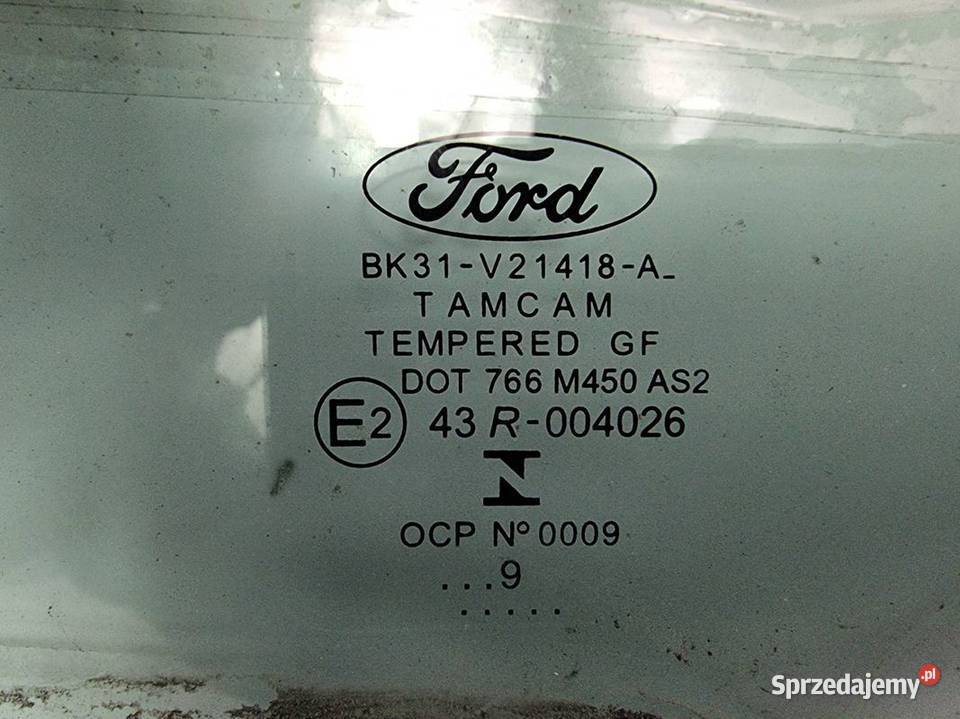 Ford
BK31-V21418-A_
TAMCAM
TEMPERED GF
DOT 766 M450 AS2
E2 43 R-004026
OCP Nº 0009
...9
.....
Sprzedajemy.pl